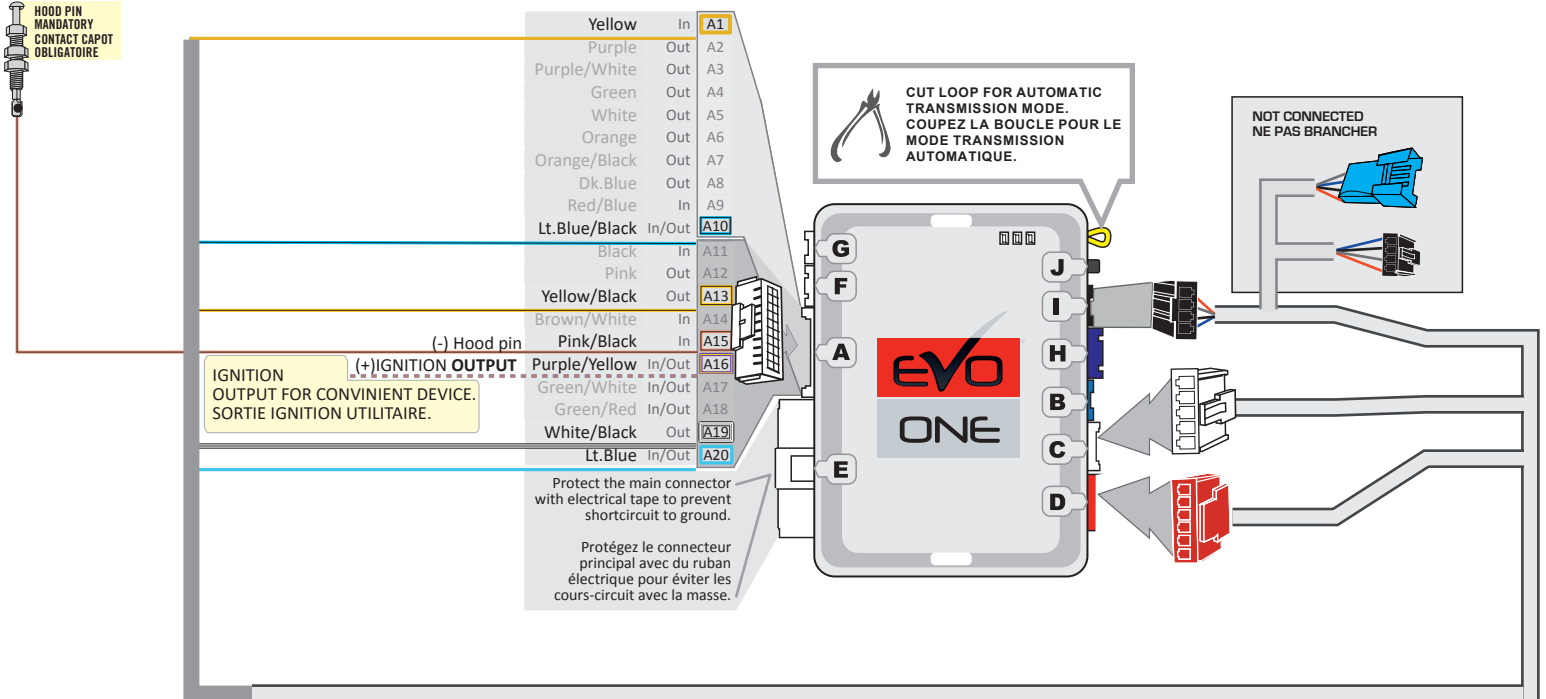 HOOD PIN
MANDATORY
CONTACT CAPOT
OBLIGATOIRE
Yellow In A1
Purple Out A2
Purple/White Out A3
Green Out A4
White Out A5
Orange Out A6
Orange/Black Out A7
Dk.Blue Out A8
Red/Blue In A9
Lt.Blue/Black In/Out A10
Black In A11
Pink Out A12
Yellow/Black Out A13
Brown/White In A14
(-) Hood pin Pink/Black In A15
(+)IGNITION OUTPUT Purple/Yellow In/Out A16
Green/White In/Out A17
Green/Red In/Out A18
White/Black Out A19
Lt.Blue In/Out A20
IGNITION
OUTPUT FOR CONVINIENT DEVICE.
SORTIE IGNITION UTILITAIRE.
Protect the main connector
with electrical tape to prevent
shortcircuit to ground.
Protégez le connecteur
principal avec du ruban
électrique pour éviter les
cours-circuit avec la masse.
CUT LOOP FOR AUTOMATIC
TRANSMISSION MODE.
COUPEZ LA BOUCLE POUR LE
MODE TRANSMISSION
AUTOMATIQUE.
G
F
A
E
EVO
ONE
J
I
H
B
C
D
NOT CONNECTED
NE PAS BRANCHER